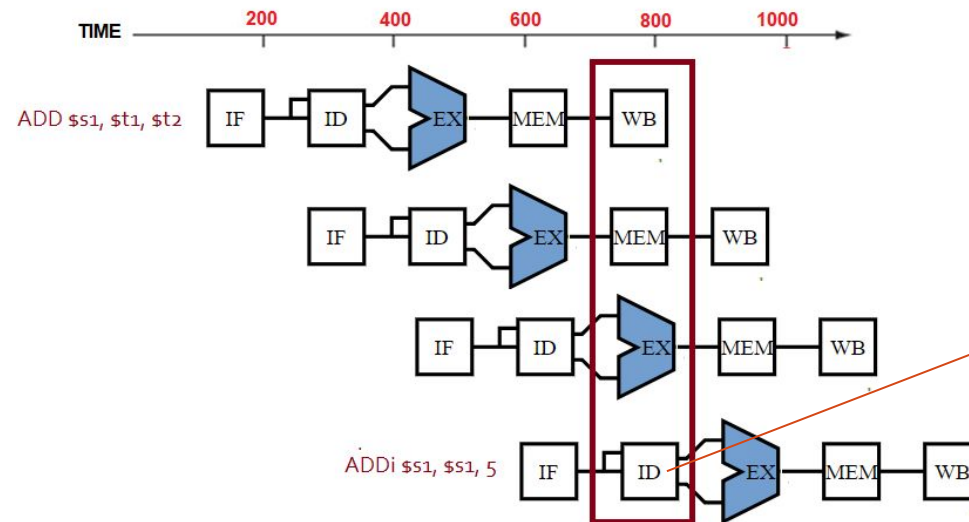 200 400 600 800 1000
TIME
IF ID EX MEM WB
ADD $s1, $t1, $t2
IF ID EX MEM WB
IF ID EX MEM WB
ADDi $s1, $s1, 5
IF ID EX MEM WB